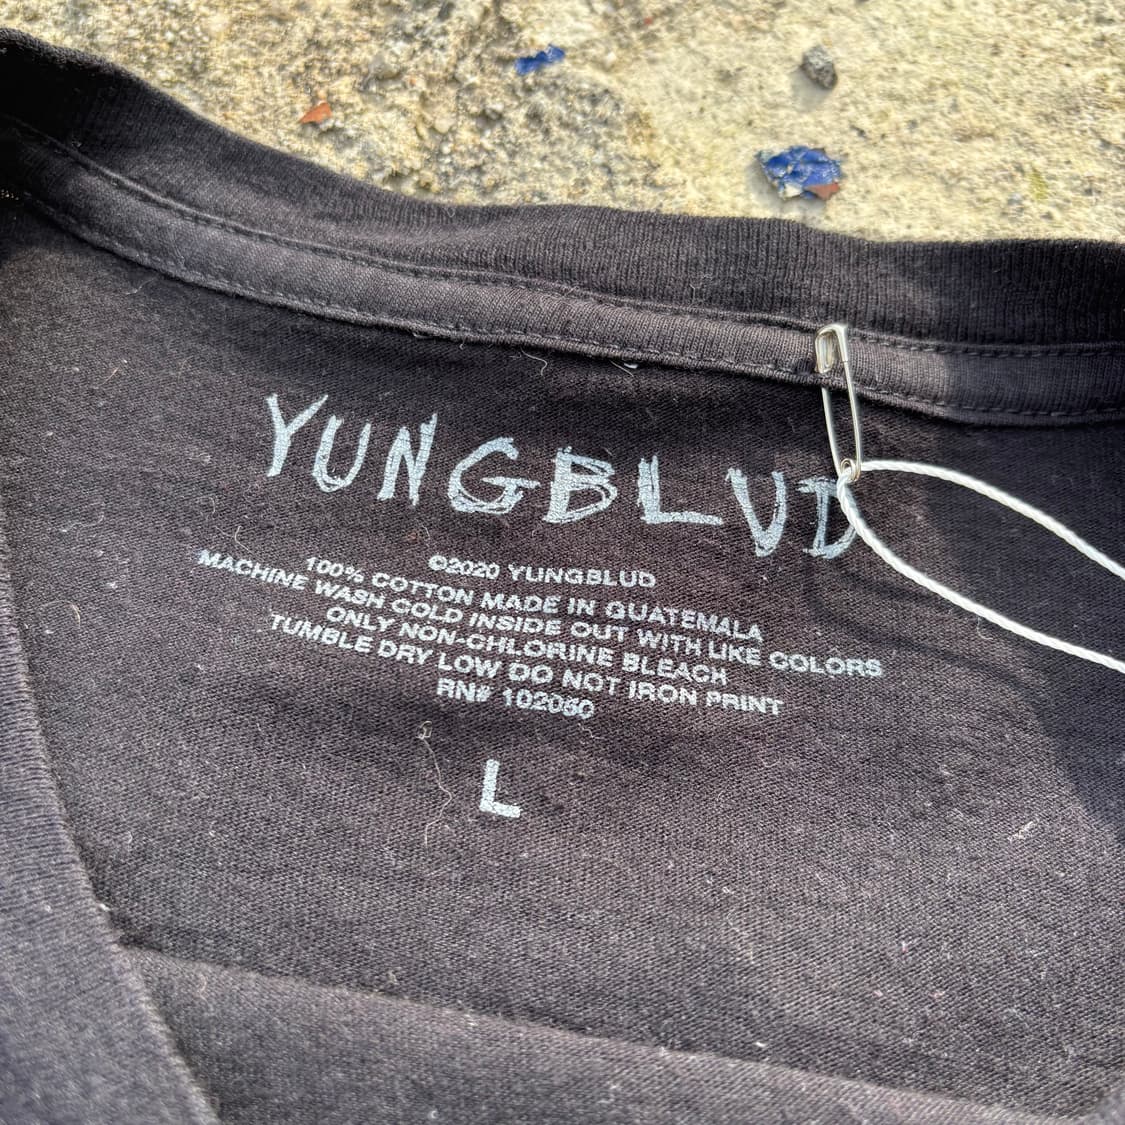 YUNGBLUD
©2020 YUNGBLUD
100% COTTON MADE IN GUATEMALA
MACHINE WASH COLD INSIDE OUT WITH LIKE COLORS
ONLY NON-CHLORINE BLEACH
TUMBLE DRY LOW DO NOT IRON PRINT
RN# 102050
L